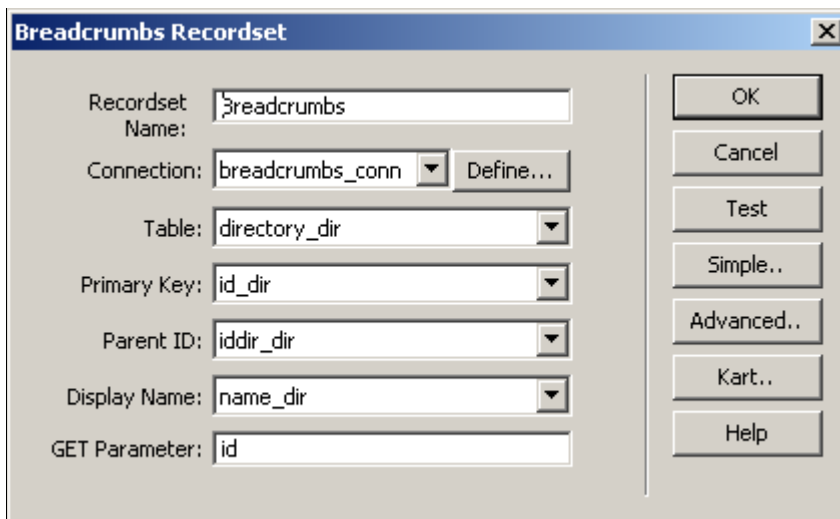 Breadcrumbs Recordset
Recordset
Name:
Breadcrumbs
Connection:
breadcrumbs_conn
Define...
Table:
directory_dir
Primary Key:
id_dir
Parent ID:
iddir_dir
Display Name:
name_dir
GET Parameter:
id
OK
Cancel
Test
Simple..
Advanced..
Kart..
Help